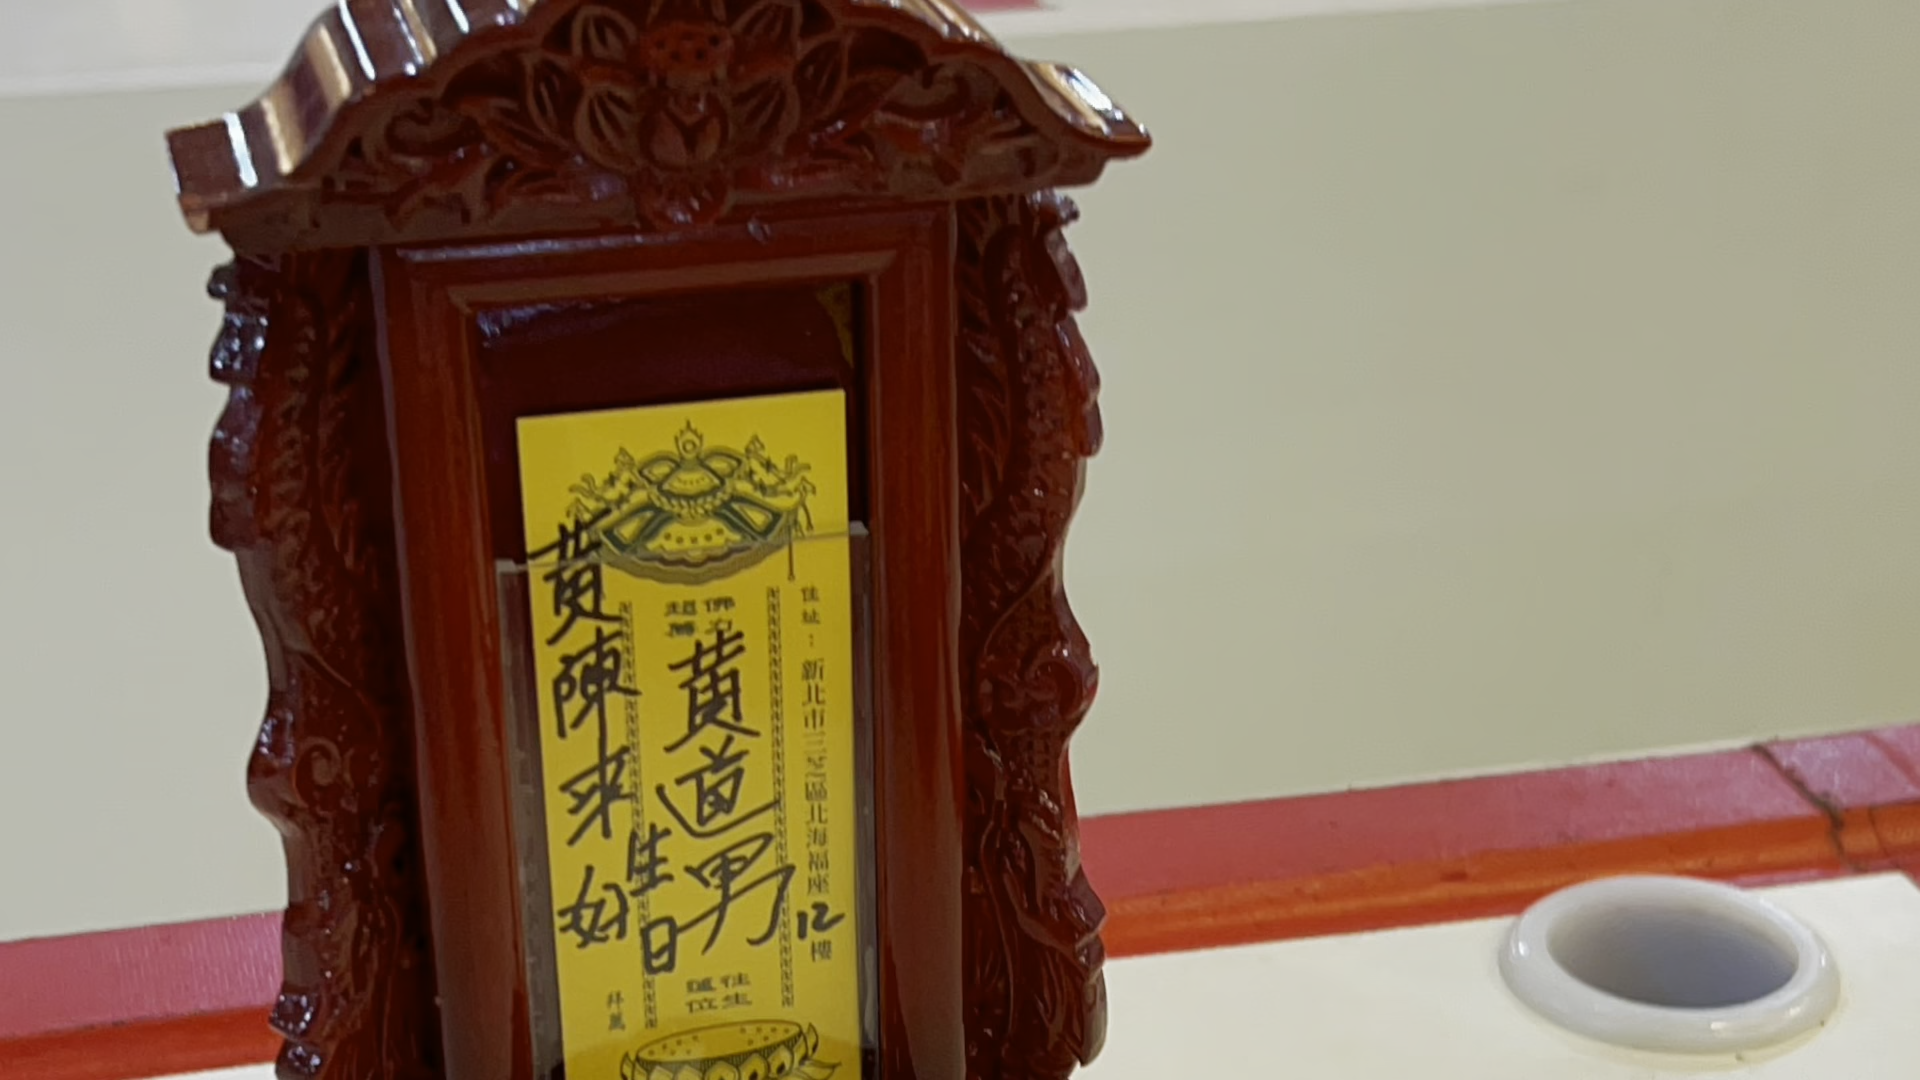 住址：新北市三芝區北海福座12樓
佛力
超薦
黃道男
生日
往生
蓮位
黃陳來好
拜薦